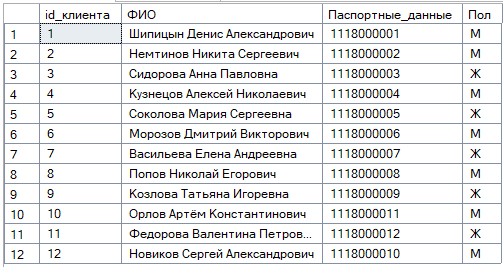 id_клиента ФИО Паспортные_данные Пол
1 1 Шипицын Денис Александрович 1118000001 М
2 2 Немтинов Никита Сергеевич 1118000002 М
3 3 Сидорова Анна Павловна 1118000003 Ж
4 4 Кузнецов Алексей Николаевич 1118000004 М
5 5 Соколова Мария Сергеевна 1118000005 Ж
6 6 Морозов Дмитрий Викторович 1118000006 М
7 7 Васильева Елена Андреевна 1118000007 Ж
8 8 Попов Николай Егорович 1118000008 М
9 9 Козлова Татьяна Игоревна 1118000009 Ж
10 10 Орлов Артём Константинович 1118000011 М
11 11 Федорова Валентина Петров... 1118000012 Ж
12 12 Новиков Сергей Александрович 1118000010 М